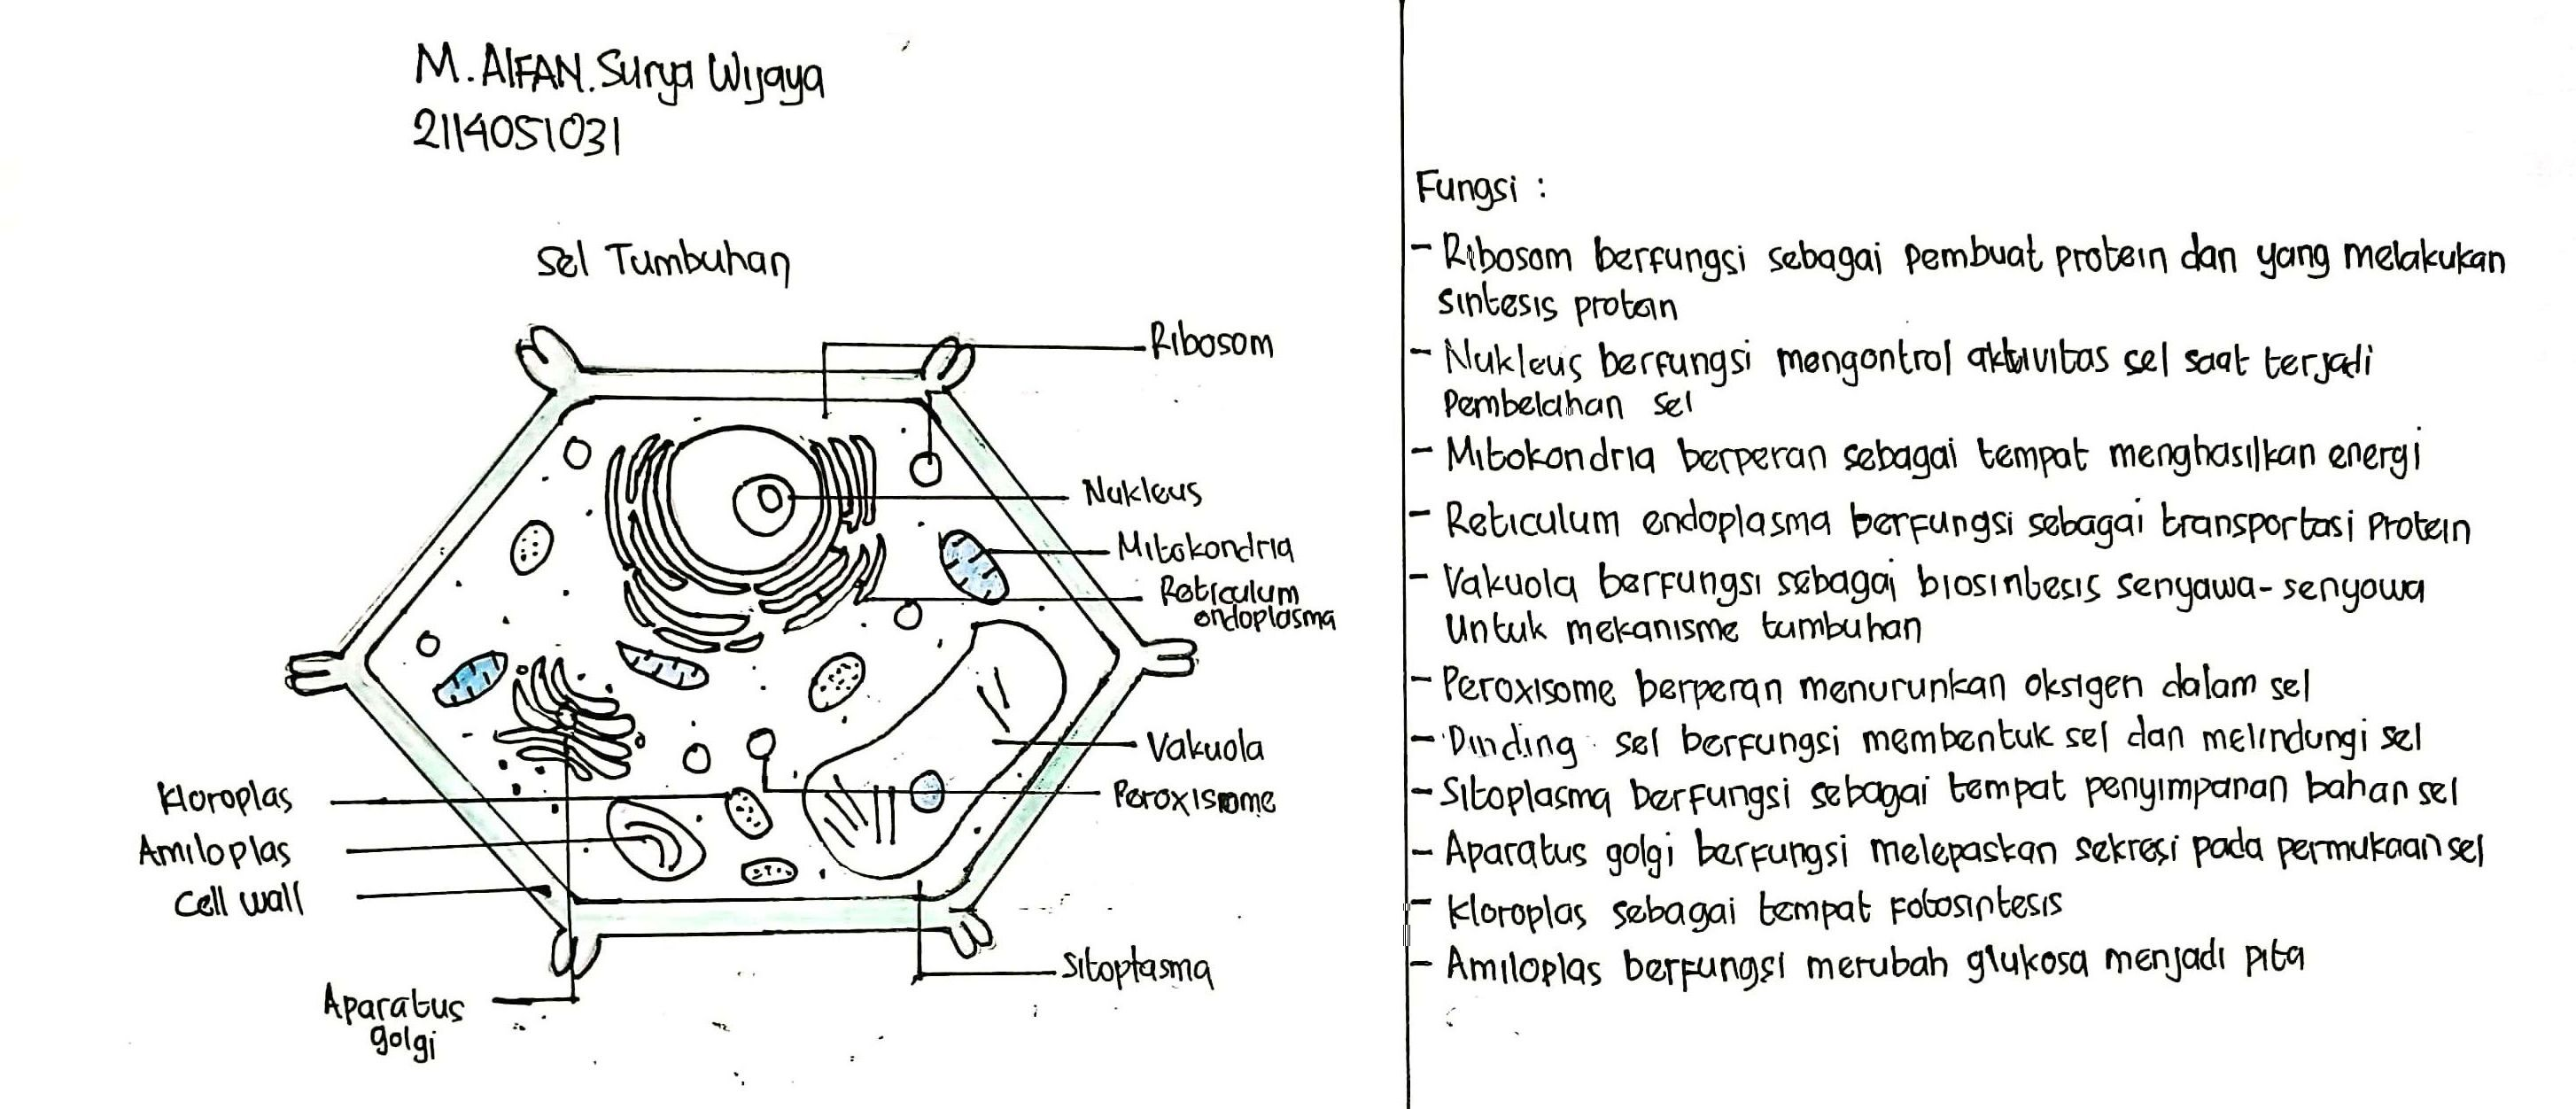 M. AlFAN. Surya Wijaya
2114051031
Sel Tumbuhan
Ribosom
Nukleus
Mitokondria
Reticulum
endoplasma
Vakuola
Peroxisome
Kloroplas
Amiloplas
Cell wall
Sitoplasma
Aparatus
golgi
Fungsi :
- Ribosom berfungsi sebagai pembuat protein dan yang melakukan
sintesis protein
- Nukleus berfungsi mengontrol aktivitas sel saat terjadi
Pembelahan sel
- Mitokondria berperan sebagai tempat menghasilkan energi
- Reticulum endoplasma berfungsi sebagai transportasi protein
- Vakuola berfungsi sebagai biosintesis senyawa-senyawa
untuk mekanisme tumbuhan
- Peroxisome berperan menurunkan oksigen dalam sel
- Dinding sel berfungsi membentuk sel dan melindungi sel
- Sitoplasma berfungsi sebagai tempat penyimpanan bahan sel
- Aparatus golgi berfungsi melepaskan sekresi pada permukaan sel
- Kloroplas sebagai tempat fotosintesis
- Amiloplas berfungsi merubah glukosa menjadi pita